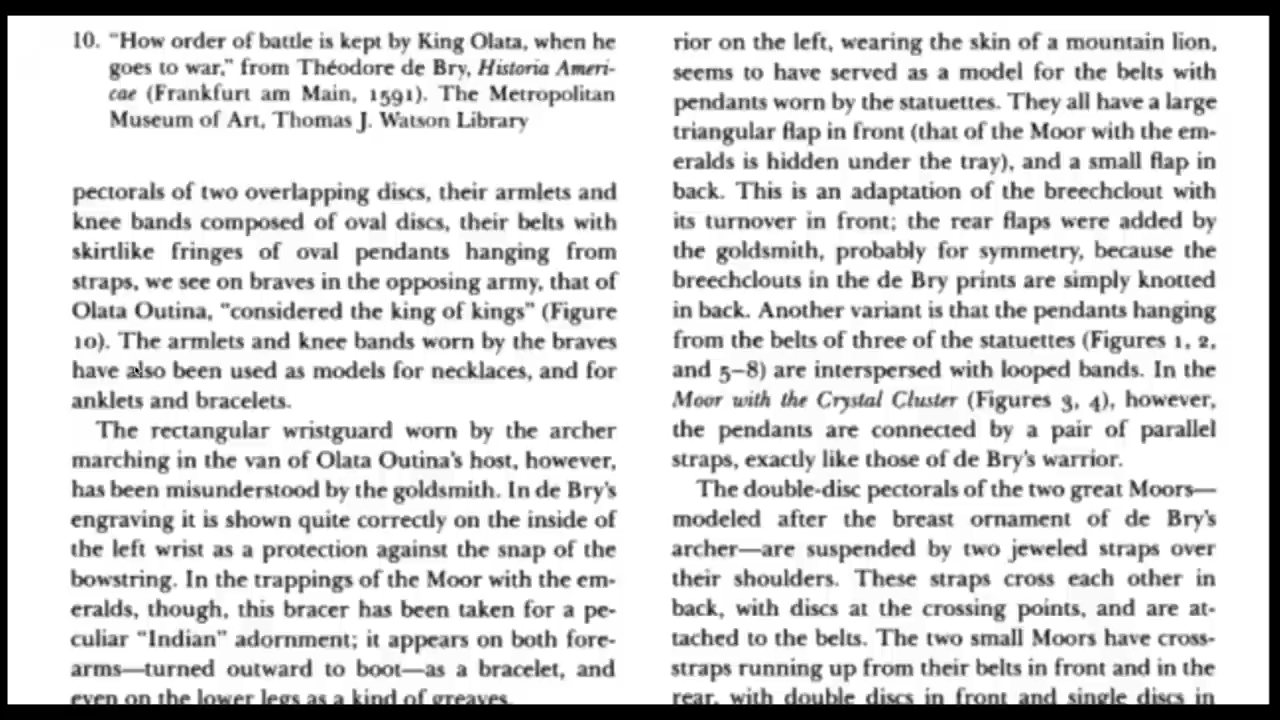 10. “How order of battle is kept by King Olata, when he
goes to war,” from Théodore de Bry, Historia Ameri-
cae (Frankfurt am Main, 1591). The Metropolitan
Museum of Art, Thomas J. Watson Library
pectorals of two overlapping discs, their armlets and
knee bands composed of oval discs, their belts with
skirtlike fringes of oval pendants hanging from
straps, we see on braves in the opposing army, that of
Olata Outina, “considered the king of kings” (Figure
10). The armlets and knee bands worn by the braves
have also been used as models for necklaces, and for
anklets and bracelets.
The rectangular wristguard worn by the archer
marching in the van of Olata Outina’s host, however,
has been misunderstood by the goldsmith. In de Bry’s
engraving it is shown quite correctly on the inside of
the left wrist as a protection against the snap of the
bowstring. In the trappings of the Moor with the em-
eralds, though, this bracer has been taken for a pe-
culiar “Indian” adornment; it appears on both fore-
arms—turned outward to boot—as a bracelet, and
even on the lower legs as a kind of greaves.
rior on the left, wearing the skin of a mountain lion,
seems to have served as a model for the belts with
pendants worn by the statuettes. They all have a large
triangular flap in front (that of the Moor with the em-
eralds is hidden under the tray), and a small flap in
back. This is an adaptation of the breechclout with
its turnover in front; the rear flaps were added by
the goldsmith, probably for symmetry, because the
breechclouts in the de Bry prints are simply knotted
in back. Another variant is that the pendants hanging
from the belts of three of the statuettes (Figures 1, 2,
and 5–8) are interspersed with looped bands. In the
Moor with the Crystal Cluster (Figures 3, 4), however,
the pendants are connected by a pair of parallel
straps, exactly like those of de Bry’s warrior.
The double-disc pectorals of the two great Moors—
modeled after the breast ornament of de Bry’s
archer—are suspended by two jeweled straps over
their shoulders. These straps cross each other in
back, with discs at the crossing points, and are at-
tached to the belts. The two small Moors have cross-
straps running up from their belts in front and in the
rear, with double discs in front and single discs in